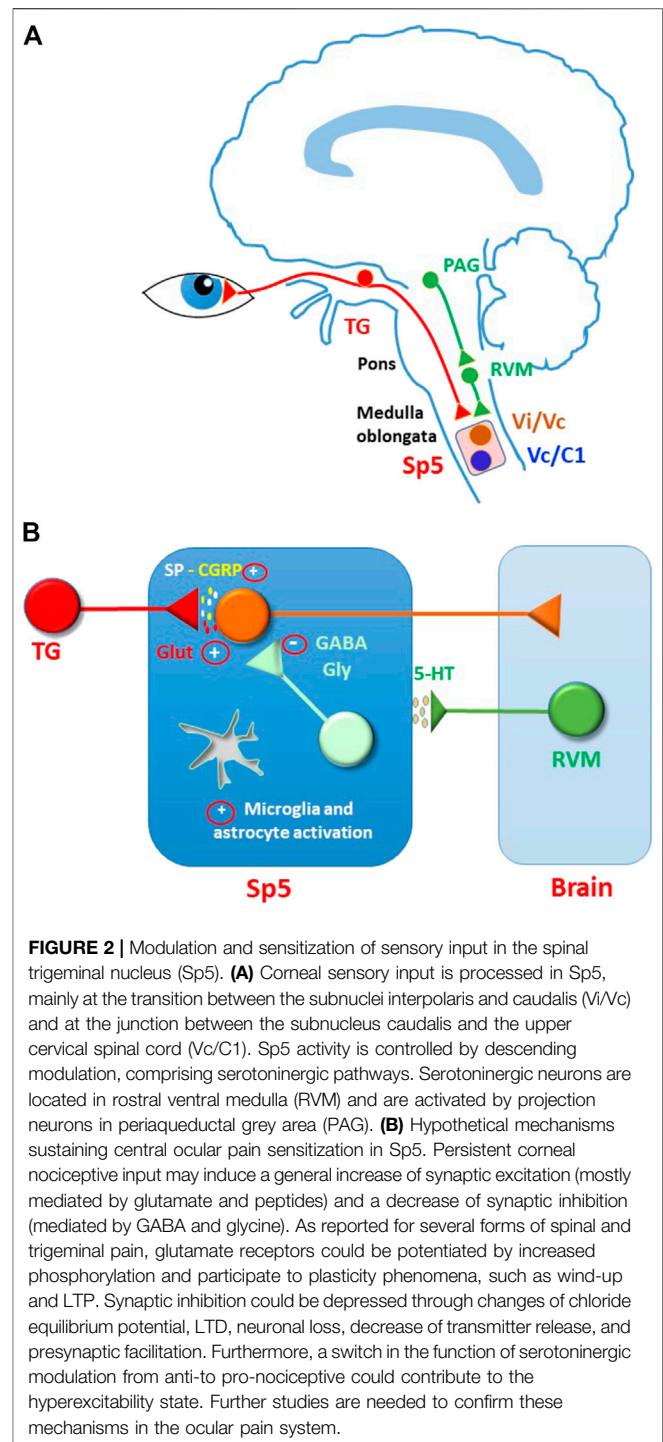 A
PAG
TG
Pons
RVM
Medulla
oblongata
Vi/Vc
Vc/C1
Sp5
B
SP - CGRP +
TG
Glut +
- GABA
Gly
5-HT
RVM
+ Microglia and
astrocyte activation
Sp5
Brain
FIGURE 2 | Modulation and sensitization of sensory input in the spinal
trigeminal nucleus (Sp5). (A) Corneal sensory input is processed in Sp5,
mainly at the transition between the subnuclei interpolaris and caudalis (Vi/Vc)
and at the junction between the subnucleus caudalis and the upper
cervical spinal cord (Vc/C1). Sp5 activity is controlled by descending
modulation, comprising serotoninergic pathways. Serotoninergic neurons are
located in rostral ventral medulla (RVM) and are activated by projection
neurons in periaqueductal grey area (PAG). (B) Hypothetical mechanisms
sustaining central ocular pain sensitization in Sp5. Persistent corneal
nociceptive input may induce a general increase of synaptic excitation (mostly
mediated by glutamate and peptides) and a decrease of synaptic inhibition
(mediated by GABA and glycine). As reported for several forms of spinal and
trigeminal pain, glutamate receptors could be potentiated by increased
phosphorylation and participate to plasticity phenomena, such as wind-up
and LTP. Synaptic inhibition could be depressed through changes of chloride
equilibrium potential, LTD, neuronal loss, decrease of transmitter release, and
presynaptic facilitation. Furthermore, a switch in the function of serotoninergic
modulation from anti-to pro-nociceptive could contribute to the
hyperexcitability state. Further studies are needed to confirm these
mechanisms in the ocular pain system.